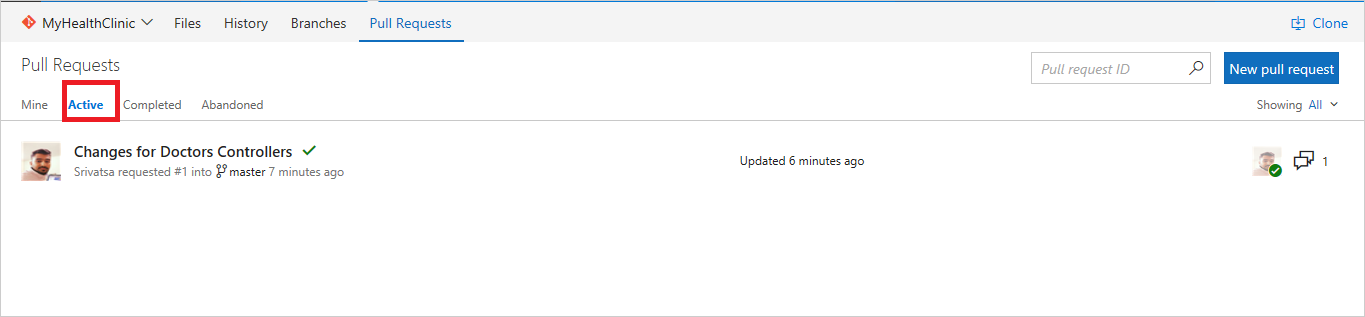 MyHealthClinic Files History Branches Pull Requests Clone
Pull Requests Pull request ID New pull request
Mine Active Completed Abandoned Showing All
Changes for Doctors Controllers
Updated 6 minutes ago 1
Srivatsa requested #1 into master 7 minutes ago